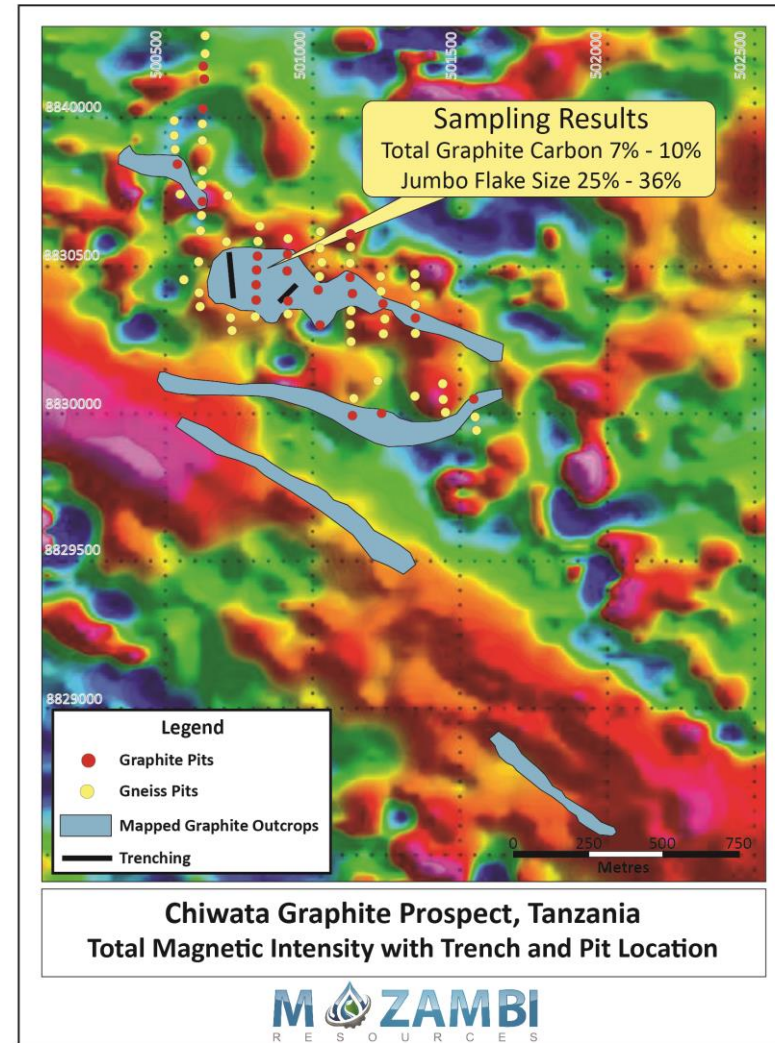 500500
501000
501500
502000
502500
8840000
Sampling Results
Total Graphite Carbon 7% - 10%
Jumbo Flake Size 25% - 36%
8830500
8830000
8829500
8829000
Legend
Graphite Pits
Gneiss Pits
Mapped Graphite Outcrops
Trenching
0 250 500 750
Metres
Chiwata Graphite Prospect, Tanzania
Total Magnetic Intensity with Trench and Pit Location
MOZAMBI
RESOURCES